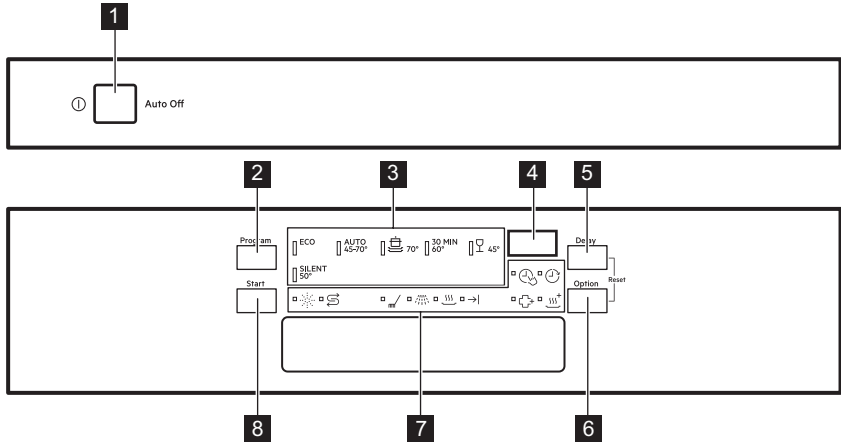 1
Auto Off
2
3
4
5
Program
ECO
AUTO
45-70°
70°
30 MIN
60°
45°
Delay
SILENT
50°
Reset
Start
Option
8
7
6